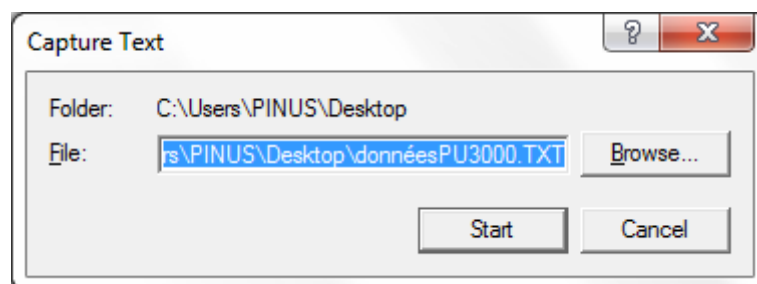 Capture Text
Folder: C:\Users\PINUS\Desktop
File: rs\PINUS\Desktop\donnéesPU3000.TXT Browse...
Start Cancel